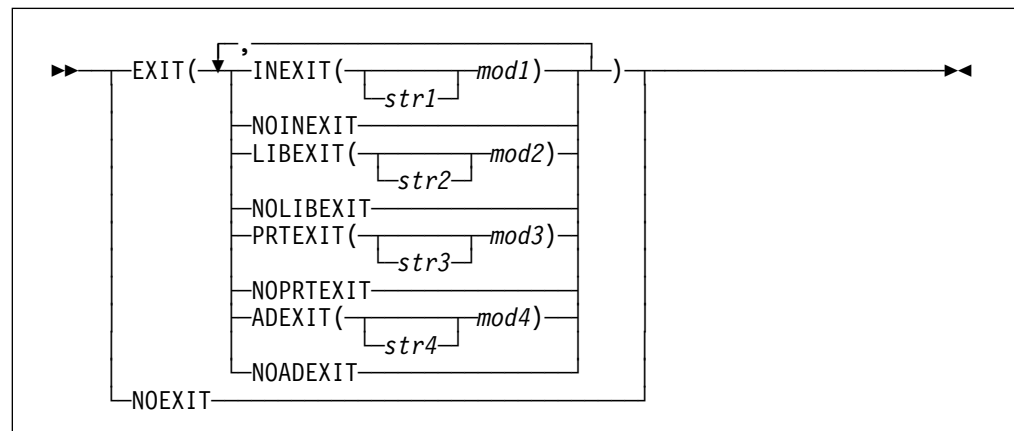 ,
EXIT( INEXIT( mod1) )
str1
NOINEXIT
LIBEXIT( mod2)
str2
NOLIBEXIT
PRTEXIT( mod3)
str3
NOPRTEXIT
ADEXIT( mod4)
str4
NOADEXIT
NOEXIT